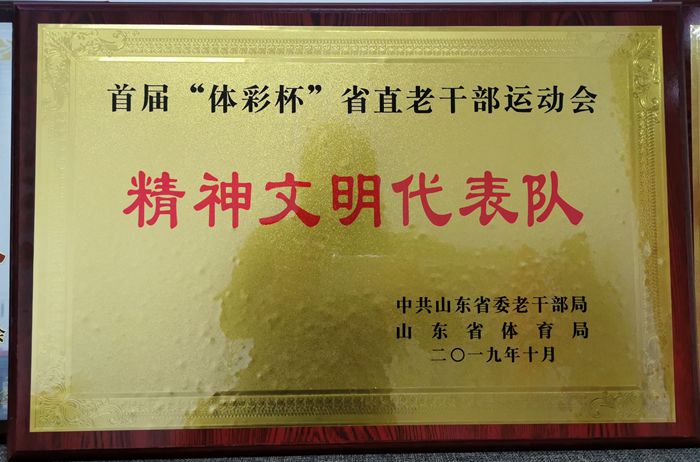 首届“体彩杯”省直老干部运动会
精神文明代表队
中共山东省委老干部局
山东省体育局
二〇一九年十月